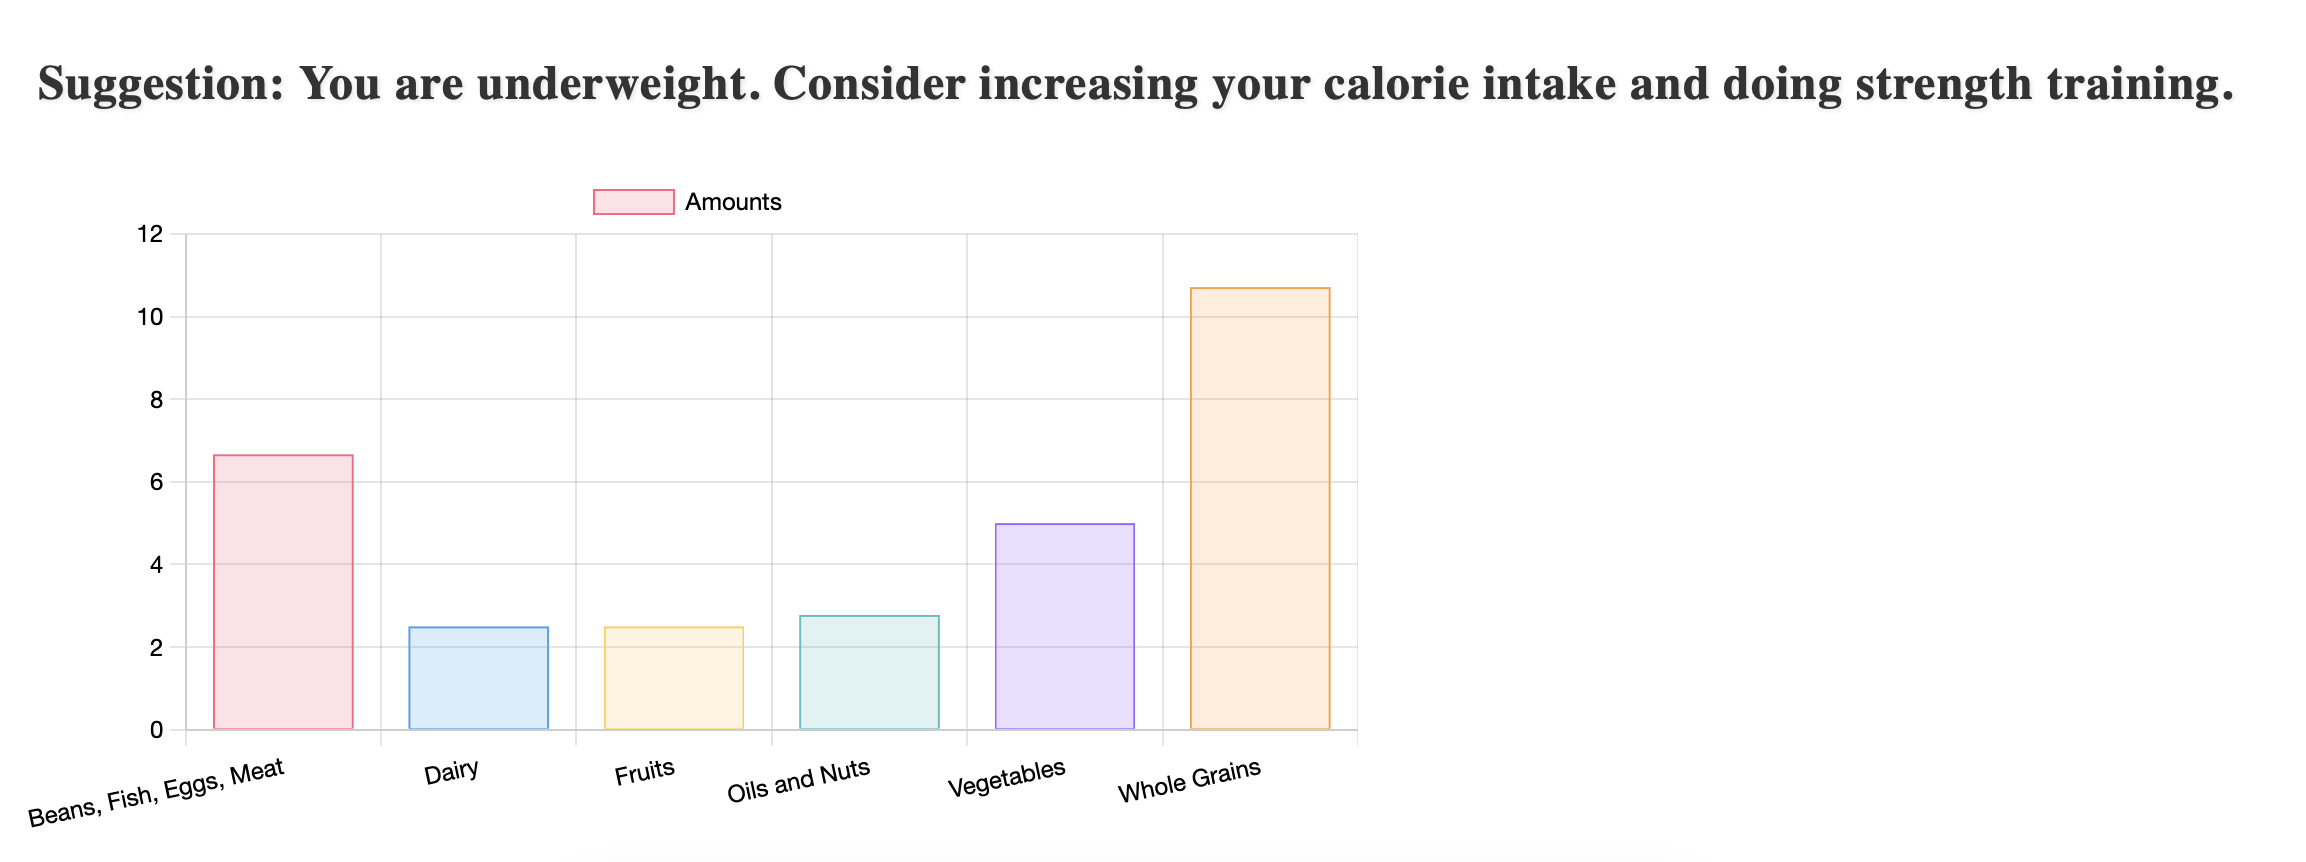 Suggestion: You are underweight. Consider increasing your calorie intake and doing strength training.
Amounts
12
10
8
6
4
2
0
Beans, Fish, Eggs, Meat
Dairy
Fruits
Oils and Nuts
Vegetables
Whole Grains